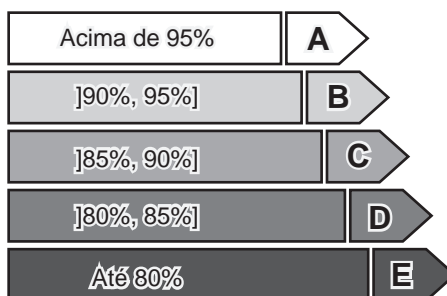 Acima de 95% A
]90%, 95%] B
]85%, 90%] C
]80%, 85%] D
Até 80% E